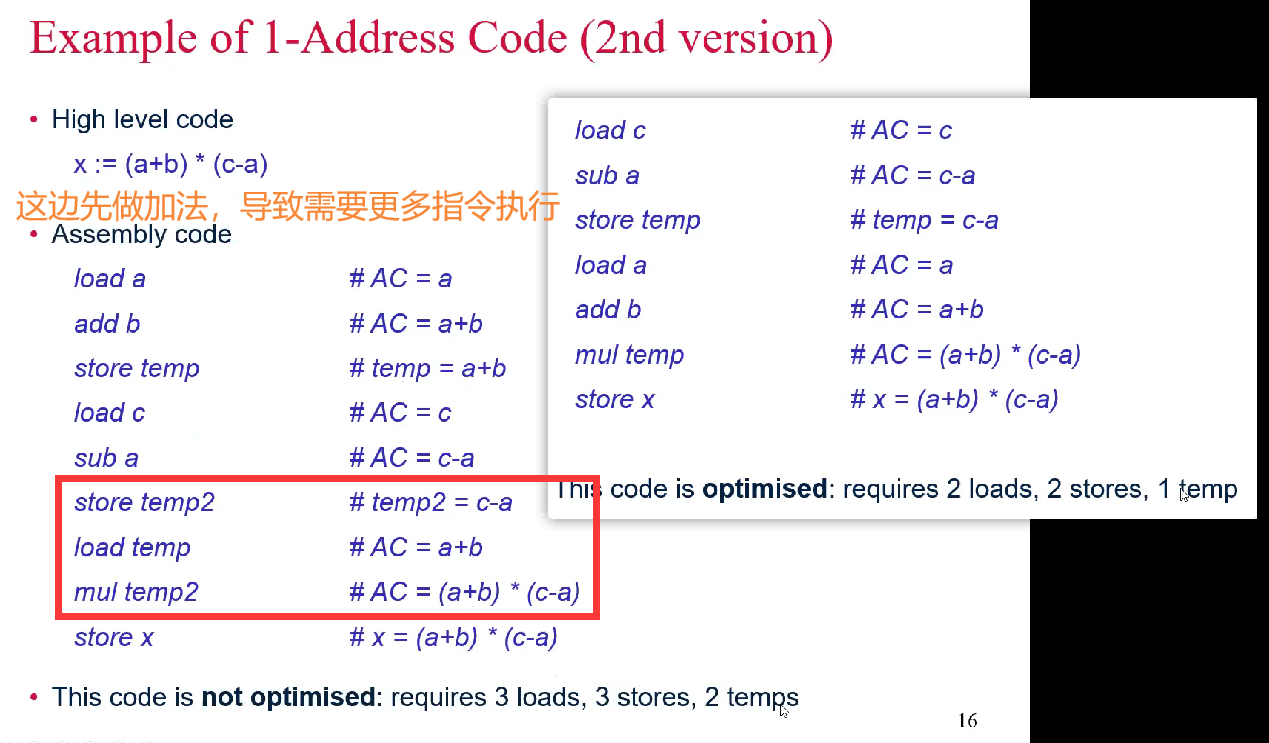 Example of 1-Address Code (2nd version)
• High level code
x := (a+b) * (c-a)
这边先做加法，导致需要更多指令执行
• Assembly code
load a # AC = a
add b # AC = a+b
store temp # temp = a+b
load c # AC = c
sub a # AC = c-a
store temp2 # temp2 = c-a
load temp # AC = a+b
mul temp2 # AC = (a+b) * (c-a)
store x # x = (a+b) * (c-a)
• This code is not optimised: requires 3 loads, 3 stores, 2 temps
load c # AC = c
sub a # AC = c-a
store temp # temp = c-a
load a # AC = a
add b # AC = a+b
mul temp # AC = (a+b) * (c-a)
store x # x = (a+b) * (c-a)
This code is optimised: requires 2 loads, 2 stores, 1 temp
16